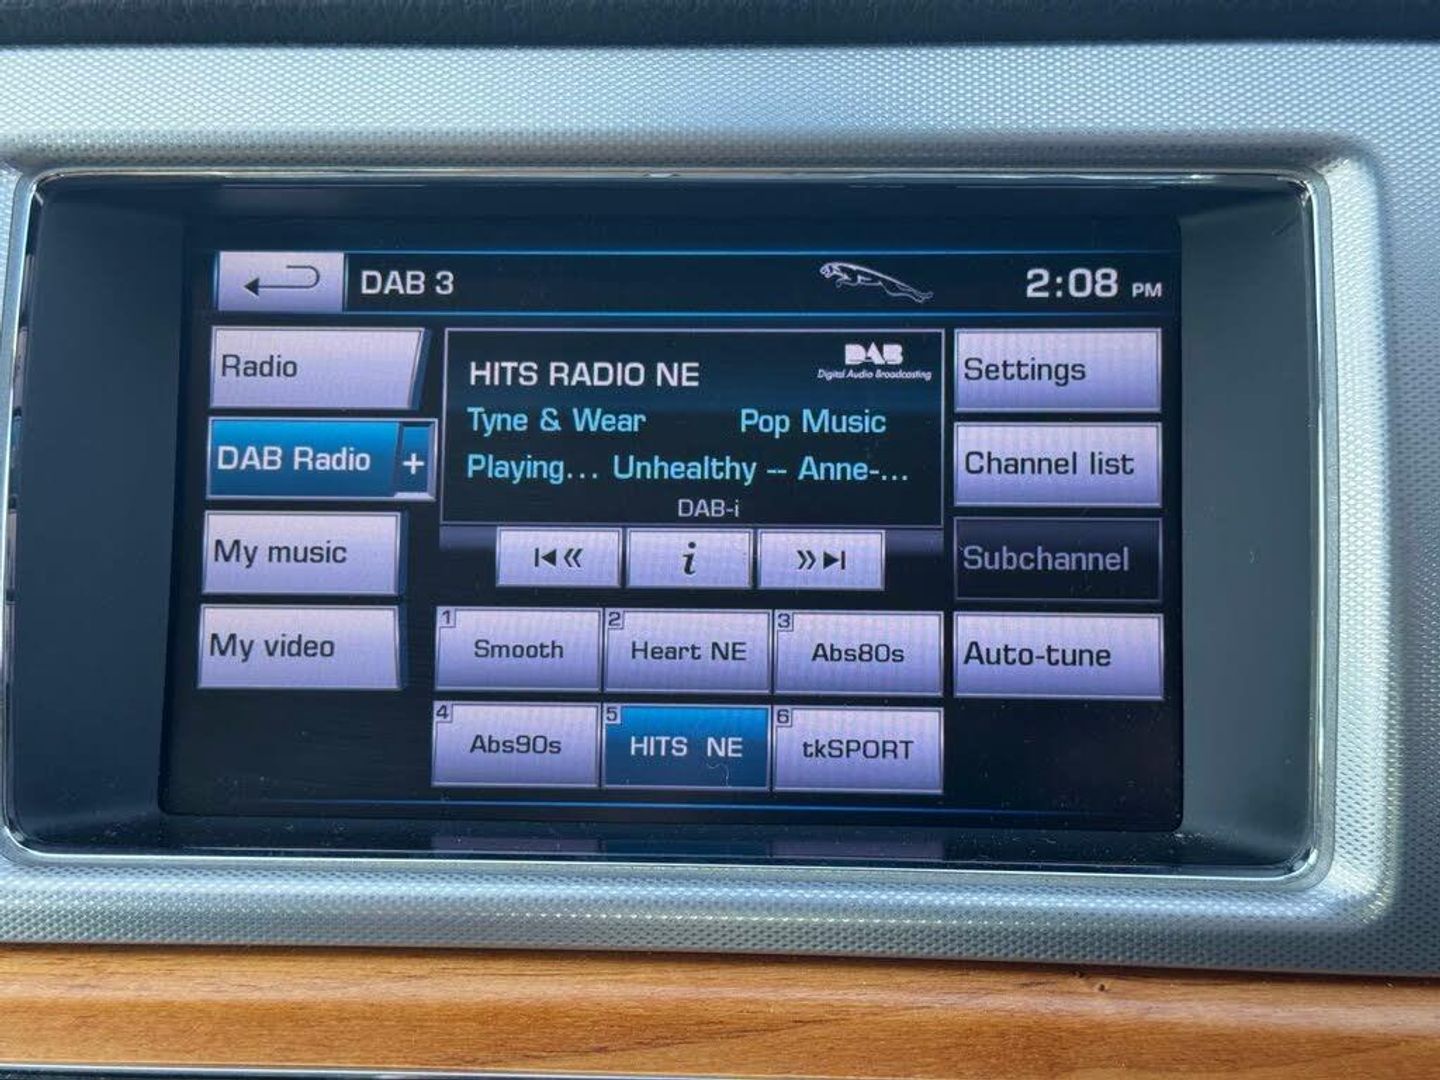 DAB 3
2:08 PM
Radio
DAB Radio +
My music
My video
HITS RADIO NE
DAB
Digital Audio Broadcasting
Tyne & Wear Pop Music
Playing... Unhealthy -- Anne-...
DAB-i
i
1 Smooth
2 Heart NE
3 Abs80s
4 Abs90s
5 HITS NE
6 tkSPORT
Settings
Channel list
Subchannel
Auto-tune